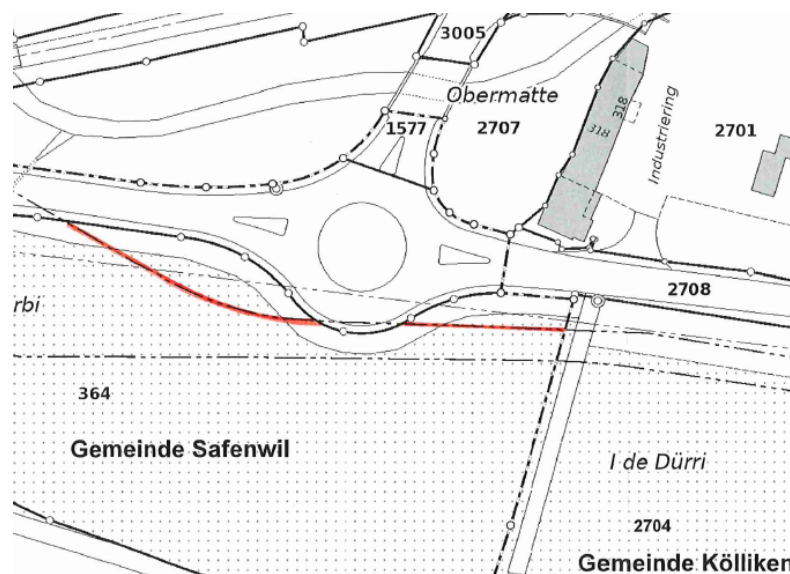 3005
Obermatte
1577
2707
318
318
Industriering
2701
2708
rbi
364
Gemeinde Safenwil
I de Dürri
2704
Gemeinde Kölliken